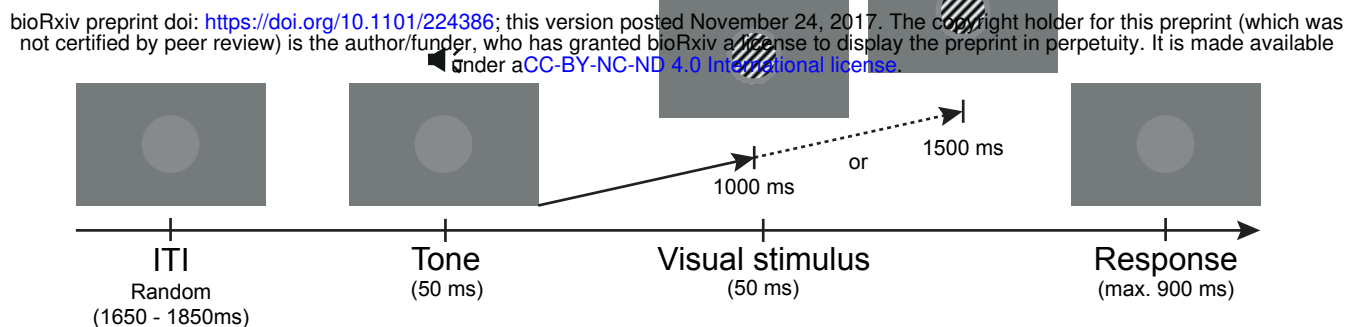 bioRxiv preprint doi: https://doi.org/10.1101/224386; this version posted November 24, 2017. The copyright holder for this preprint (which was
not certified by peer review) is the author/funder, who has granted bioRxiv a license to display the preprint in perpetuity. It is made available
under aCC-BY-NC-ND 4.0 International license.
1000 ms
or
1500 ms
ITI
Random
(1650 - 1850ms)
Tone
(50 ms)
Visual stimulus
(50 ms)
Response
(max. 900 ms)